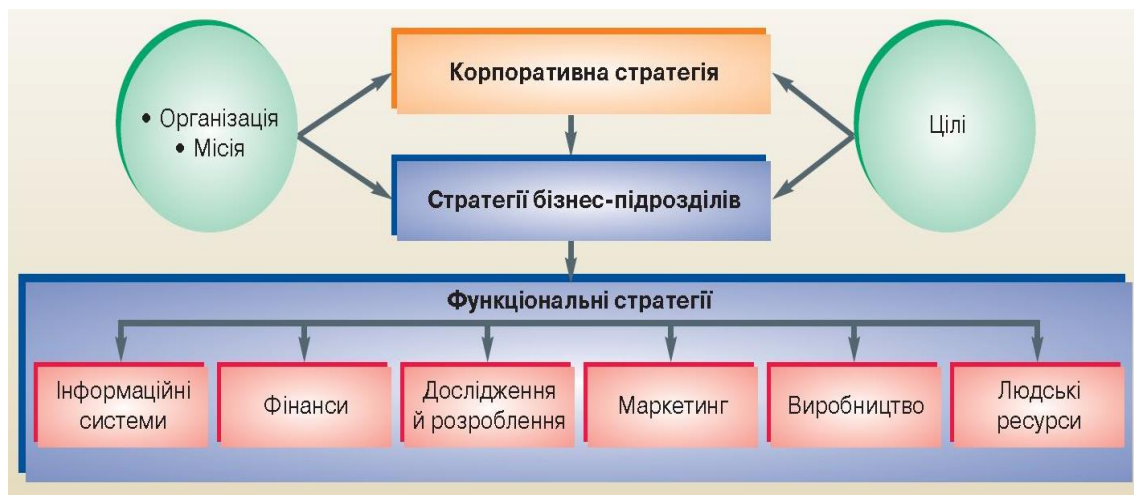 Корпоративна стратегія
• Організація
• Місія
Цілі
Стратегії бізнес-підрозділів
Функціональні стратегії
Інформаційні
системи
Фінанси
Дослідження
й розроблення
Маркетинг
Виробництво
Людські
ресурси